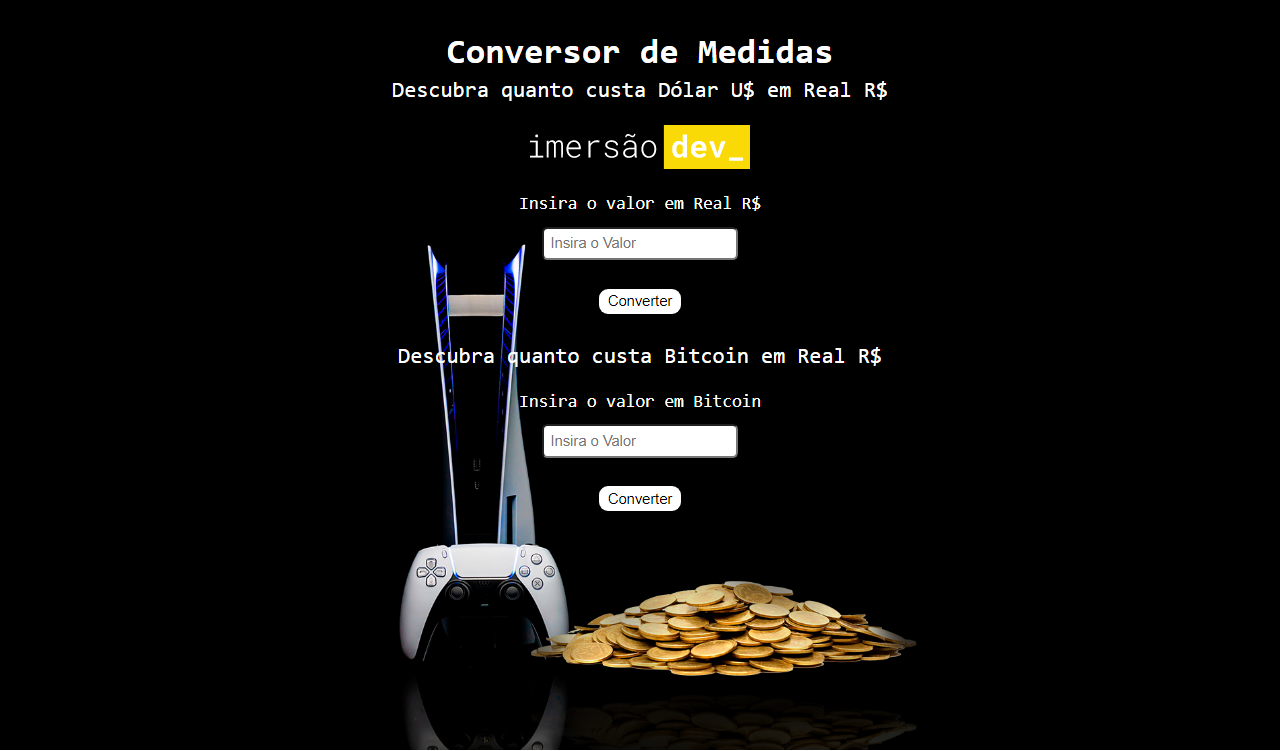 Conversor de Medidas
Descubra quanto custa Dólar U$ em Real R$
imersão dev_
Insira o valor em Real R$
Insira o Valor
Converter
Descubra quanto custa Bitcoin em Real R$
Insira o valor em Bitcoin
Insira o Valor
Converter